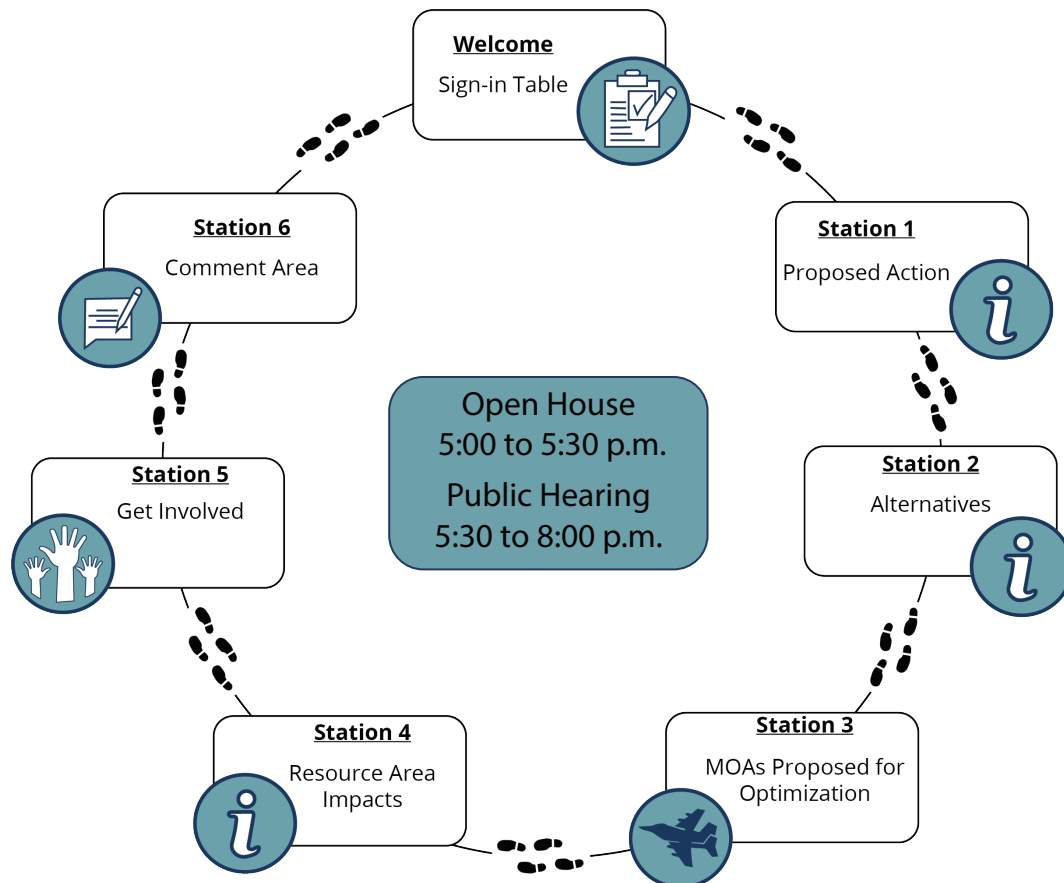 Welcome
Sign-in Table
Station 1
Proposed Action
Station 2
Alternatives
Station 3
MOAs Proposed for
Optimization
Station 4
Resource Area
Impacts
Station 5
Get Involved
Station 6
Comment Area
Open House
5:00 to 5:30 p.m.
Public Hearing
5:30 to 8:00 p.m.